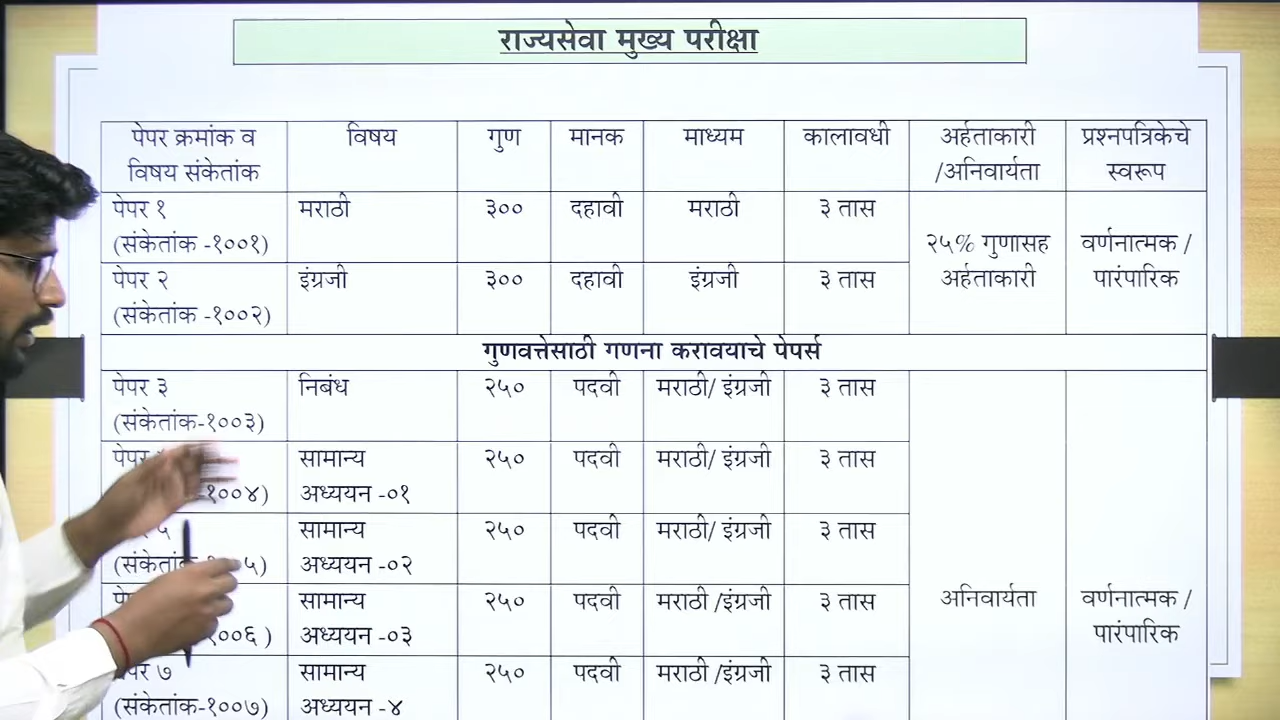 राज्यसेवा मुख्य परीक्षा
पेपर क्रमांक व विषय संकेतांक विषय गुण मानक माध्यम कालावधी अर्हताकारी /अनिवार्यता प्रश्नपत्रिकेचे स्वरूप
पेपर १ मराठी ३०० दहावी मराठी ३ तास
(संकेतांक -१००१) २५% गुणासह अर्हताकारी वर्णनात्मक / पारंपारिक
पेपर २ इंग्रजी ३०० दहावी इंग्रजी ३ तास
(संकेतांक -१००२)
गुणवत्तेसाठी गणना करावयाचे पेपर्स
पेपर ३ निबंध २५० पदवी मराठी/ इंग्रजी ३ तास
(संकेतांक-१००३)
सामान्य २५० पदवी मराठी/ इंग्रजी ३ तास
१००४) अध्ययन -०१
५ सामान्य २५० पदवी मराठी/ इंग्रजी ३ तास
अध्ययन -०२
सामान्य २५० पदवी मराठी /इंग्रजी ३ तास अनिवार्यता वर्णनात्मक / पारंपारिक
१००६ ) अध्ययन -०३
७ सामान्य २५० पदवी मराठी /इंग्रजी ३ तास
(संकेतांक-१००७) अध्ययन -४